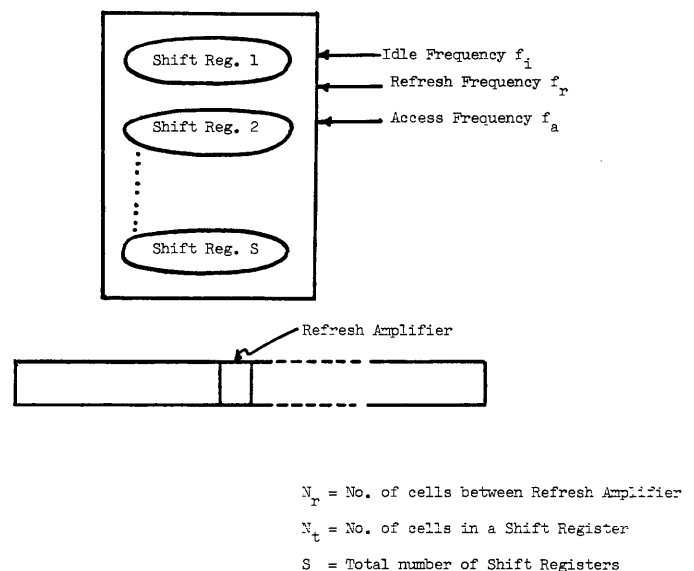 Shift Reg. 1
Idle Frequency f_i
Refresh Frequency f_r
Shift Reg. 2
Access Frequency f_a
Shift Reg. S
Refresh Amplifier
N_r = No. of cells between Refresh Amplifier
N_t = No. of cells in a Shift Register
S = Total number of Shift Registers